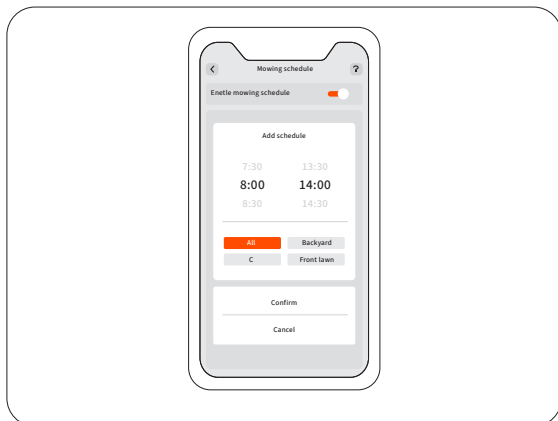 Mowing schedule ?
Enetle mowing schedule
Add schedule
7:30 13:30
8:00 14:00
8:30 14:30
All Backyard
C Front lawn
Confirm
Cancel